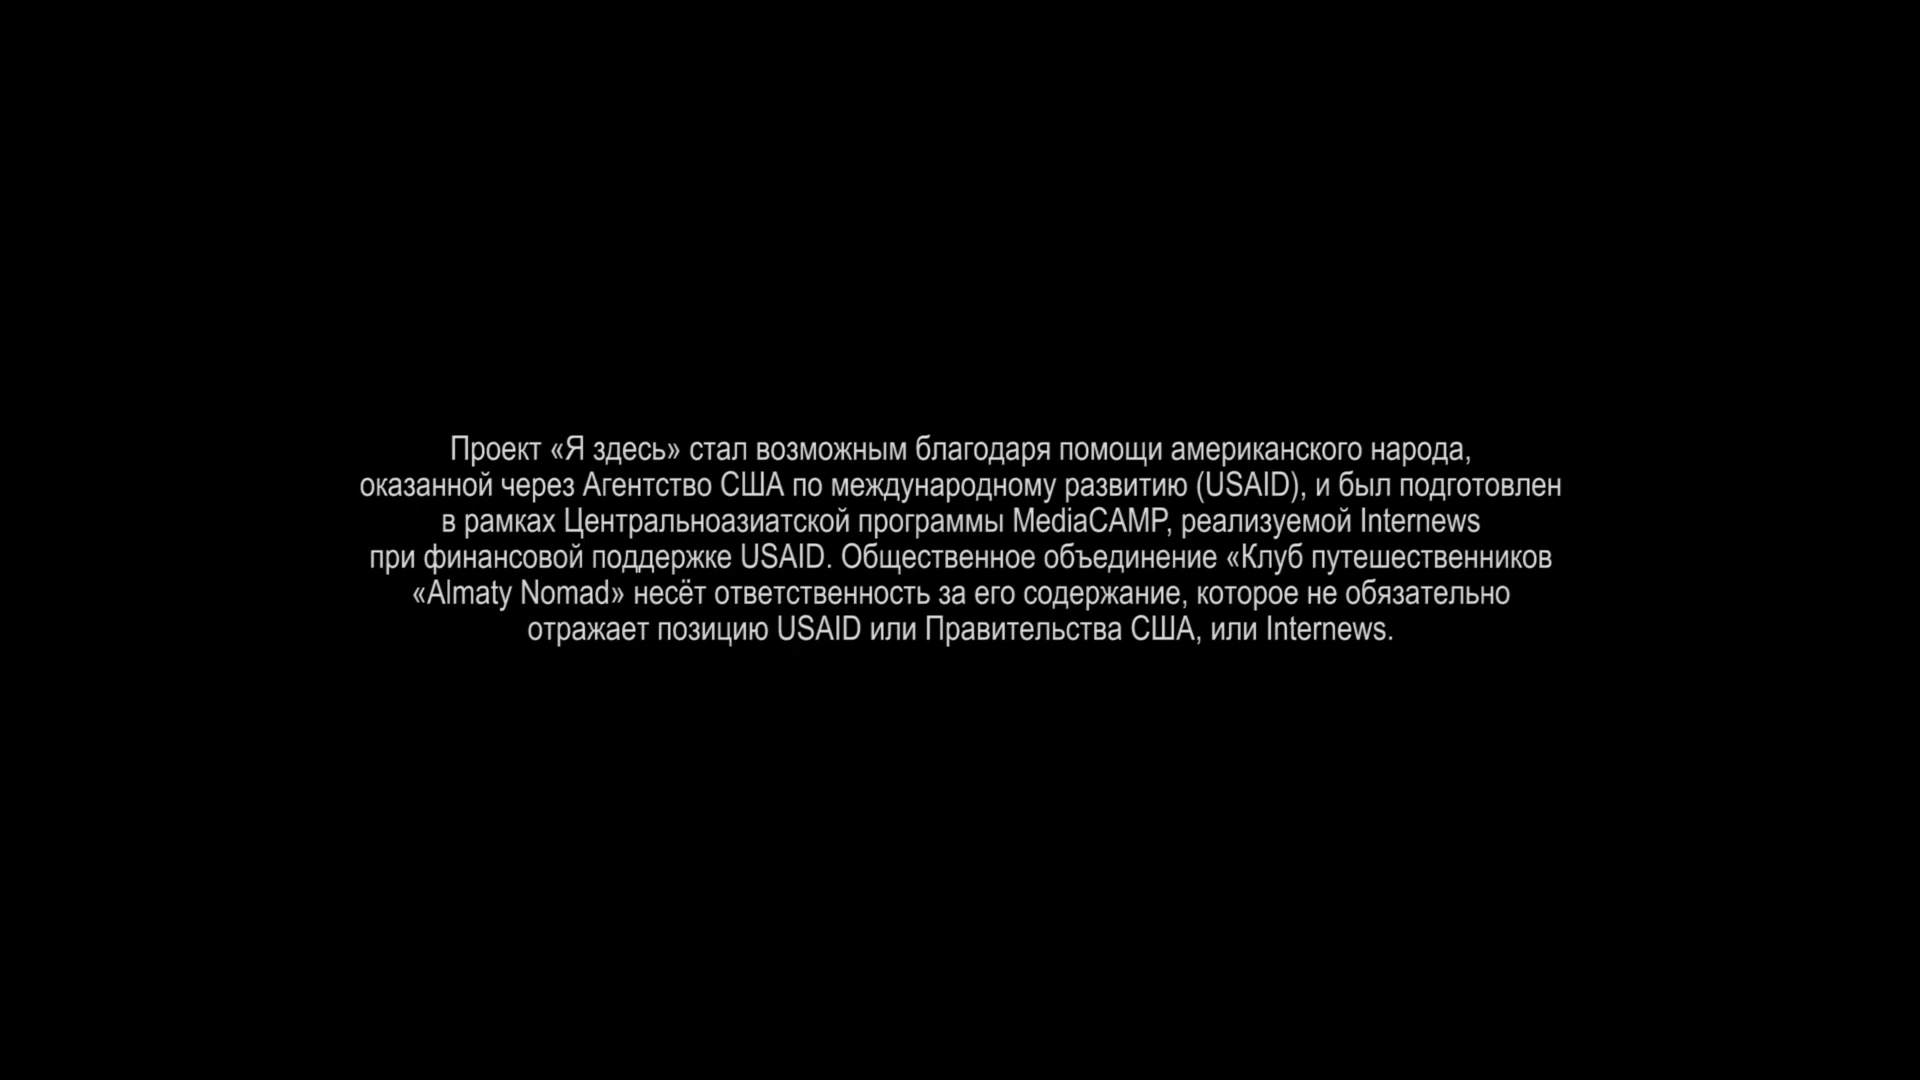 Проект «Я здесь» стал возможным благодаря помощи американского народа,
оказанной через Агентство США по международному развитию (USAID), и был подготовлен
в рамках Центральноазиатской программы MediaCAMP, реализуемой Internews
при финансовой поддержке USAID. Общественное объединение «Клуб путешественников
«Almaty Nomad» несёт ответственность за его содержание, которое не обязательно
отражает позицию USAID или Правительства США, или Internews.